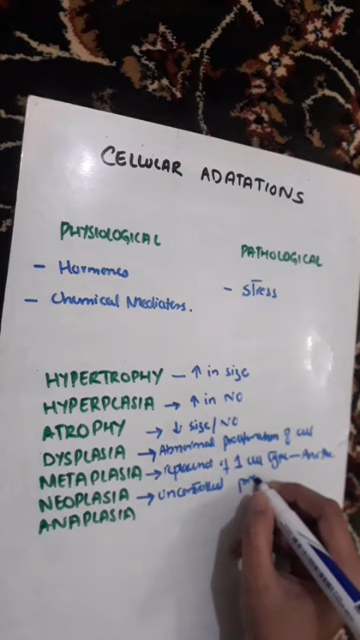 CELLULAR ADATATIONS
PHYSIOLOGICAL
- Hormones
- Chemical Mediators.
PATHOLOGICAL
- Stress
HYPERTROPHY - ↑ in size
HYPERPLASIA → ↑ in NO
ATROPHY → ↓ size/NO
DYSPLASIA → Abnormal proliferation of cell
METAPLASIA → of 1 cell type -
NEOPLASIA → uncontrolled
ANAPLASIA